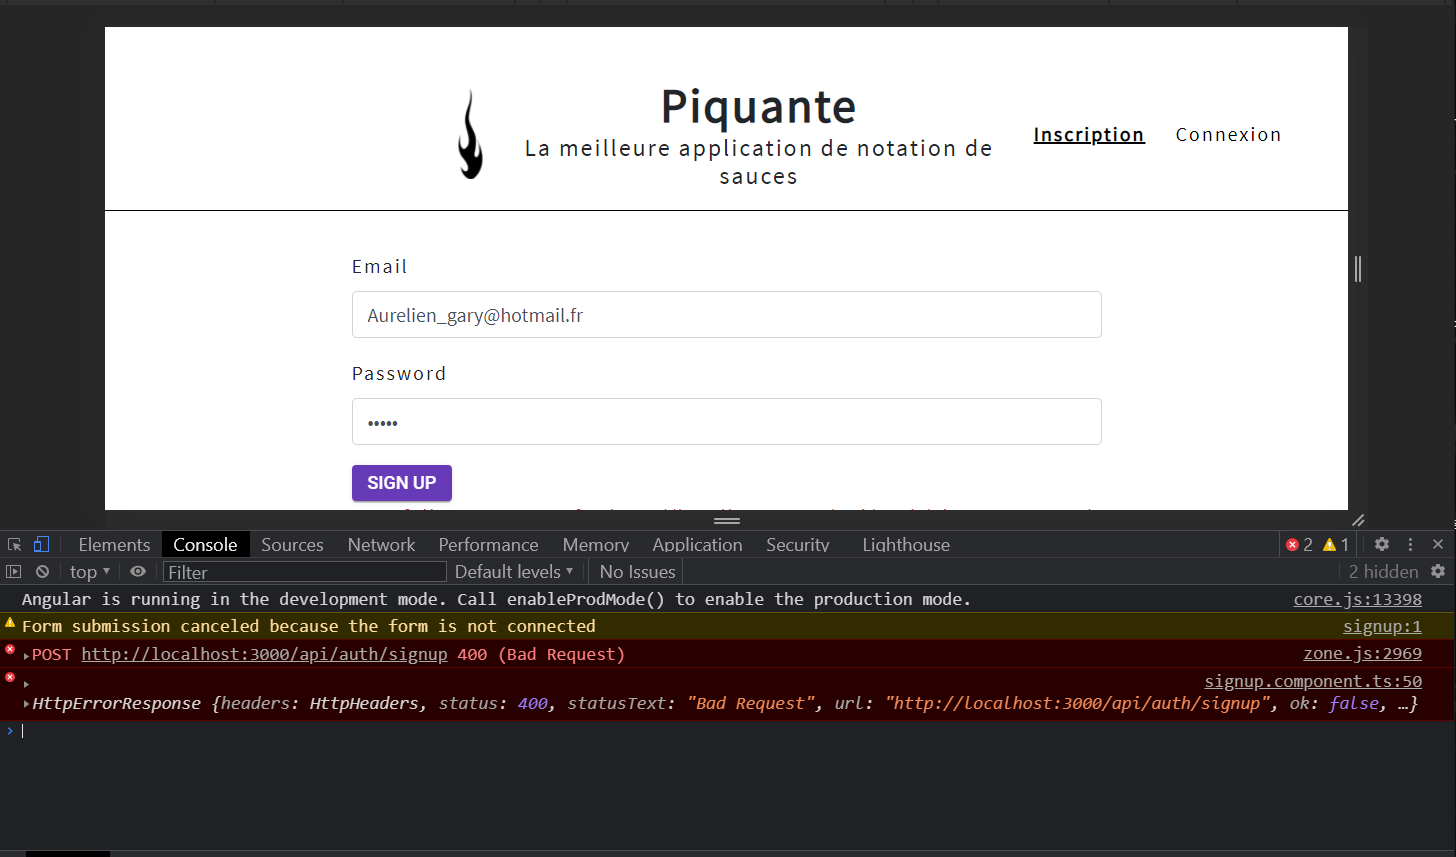 Piquante
La meilleure application de notation de
sauces
Inscription
Connexion
Email
Aurelien_gary@hotmail.fr
Password
•••••
SIGN UP
Elements Console Sources Network Performance Memory Application Security Lighthouse 2 1
top Filter Default levels No Issues 2 hidden
Angular is running in the development mode. Call enableProdMode() to enable the production mode. core.js:13398
Form submission canceled because the form is not connected signup:1
POST http://localhost:3000/api/auth/signup 400 (Bad Request) zone.js:2969
signup.component.ts:50
HttpErrorResponse {headers: HttpHeaders, status: 400, statusText: "Bad Request", url: "http://localhost:3000/api/auth/signup", ok: false, …}